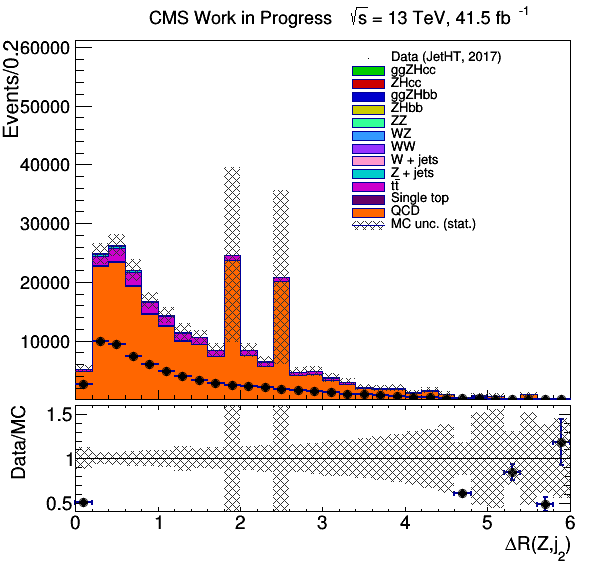 CMS Work in Progress √s = 13 TeV, 41.5 fb⁻¹
Events/0.2
60000
50000
40000
30000
20000
10000
Data (JetHT, 2017)
ggZHcc
ZHcc
ggZHbb
ZHbb
ZZ
WZ
WW
W + jets
Z + jets
tt̄
Single top
QCD
MC unc. (stat.)
Data/MC
1.5
1
0.5
0 1 2 3 4 5 6
ΔR(Z,j₂)